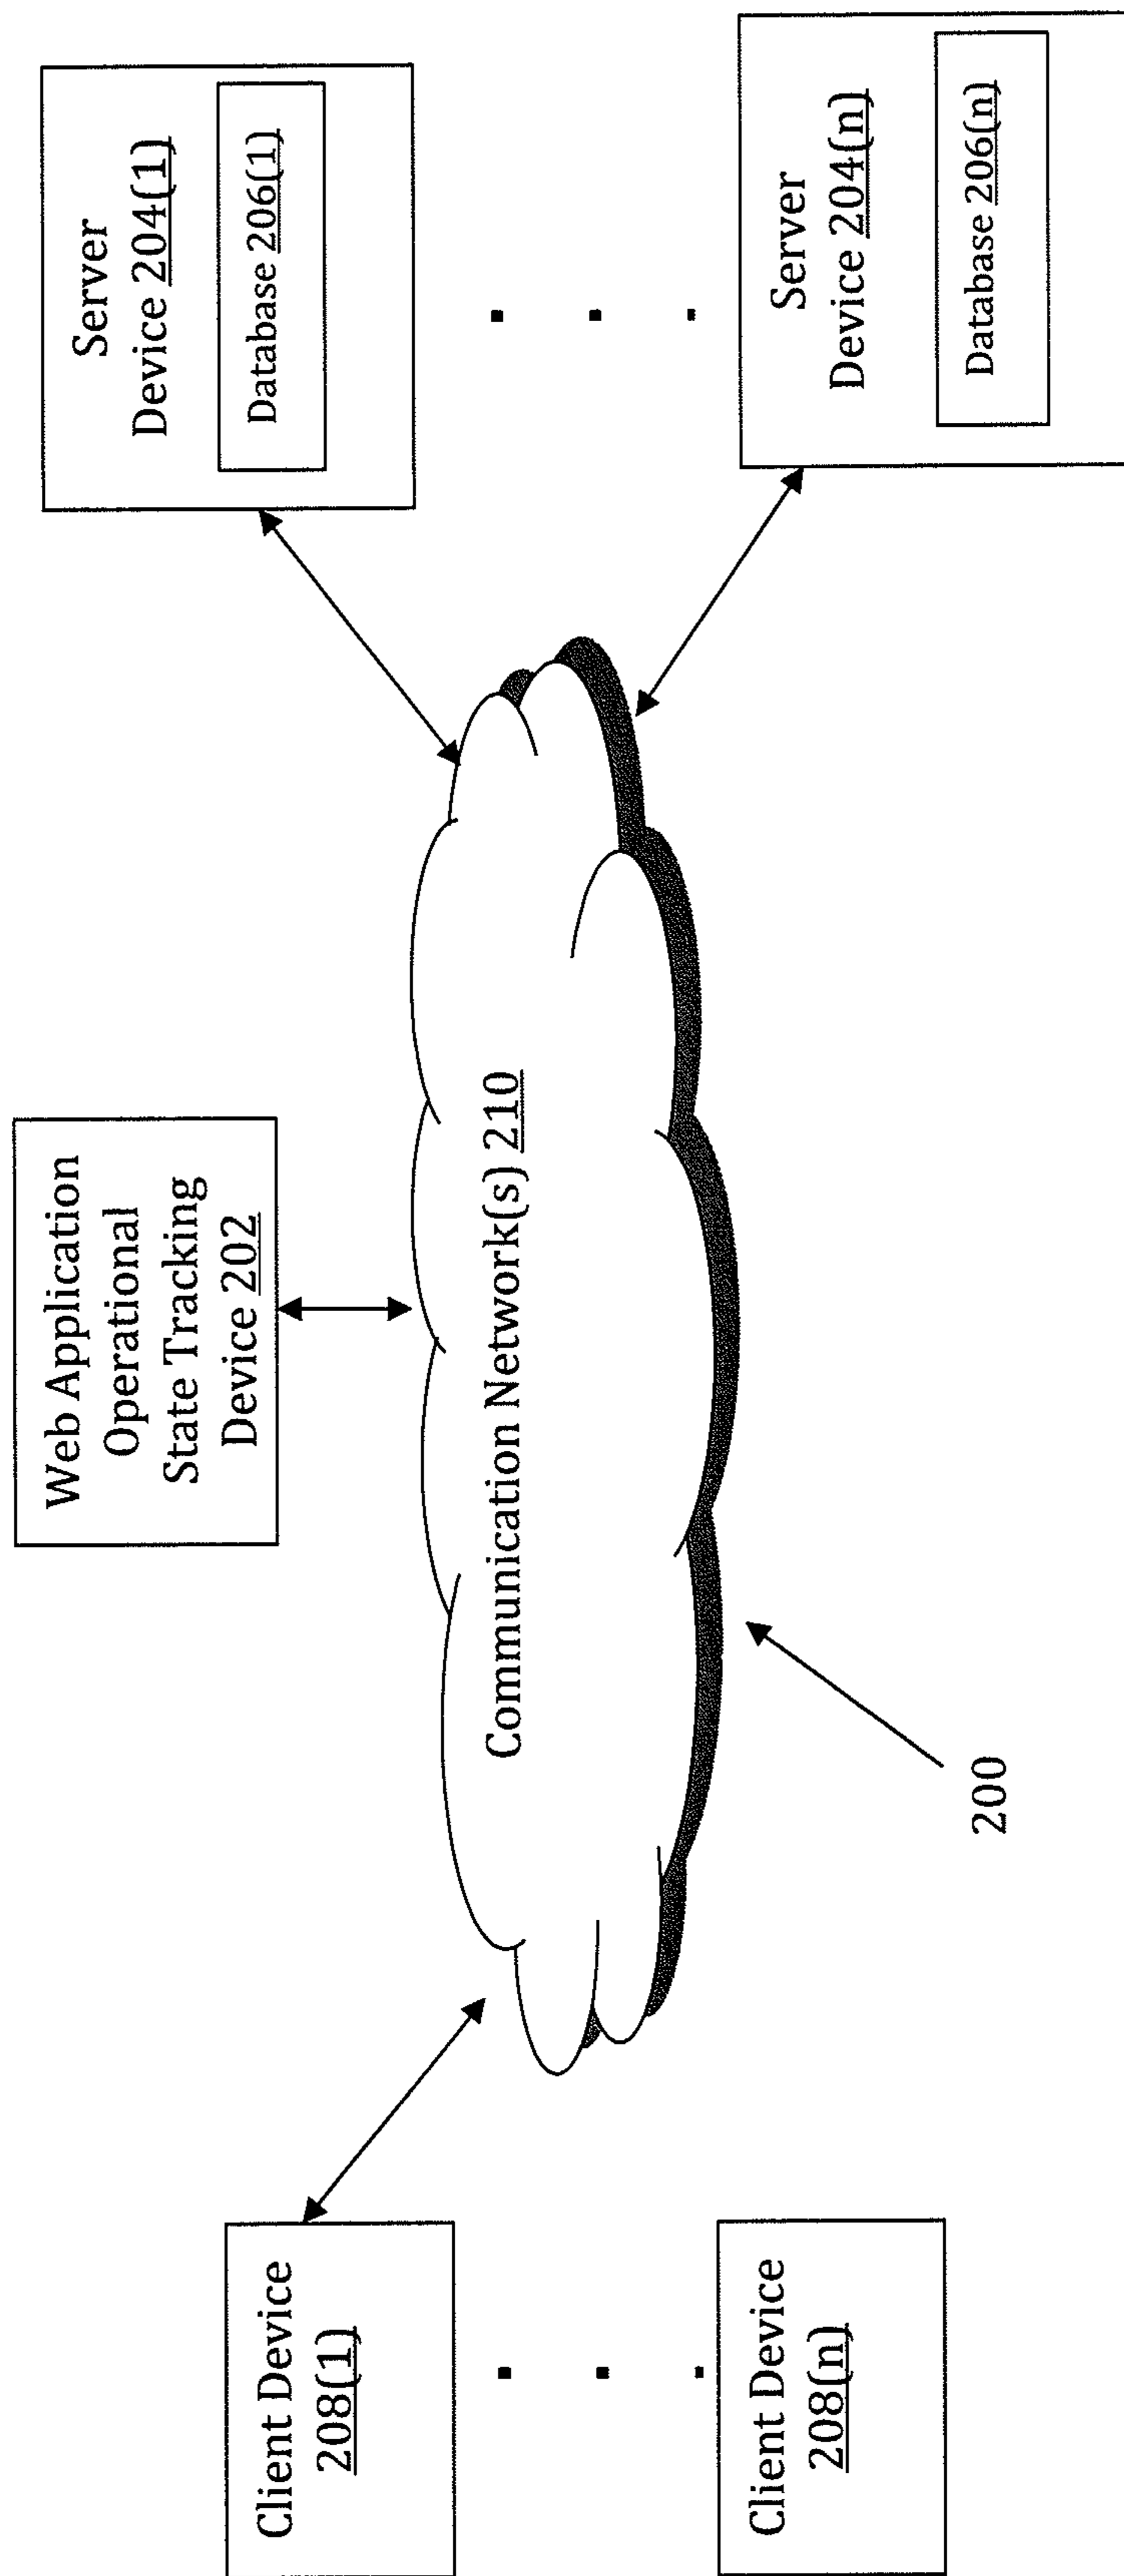 Web Application
Operational
State Tracking
Device 202
Server
Device 204(1)
Database 206(1)
Client Device
208(1)
Communication Network(s) 210
Server
Device 204(n)
Database 206(n)
Client Device
208(n)
200